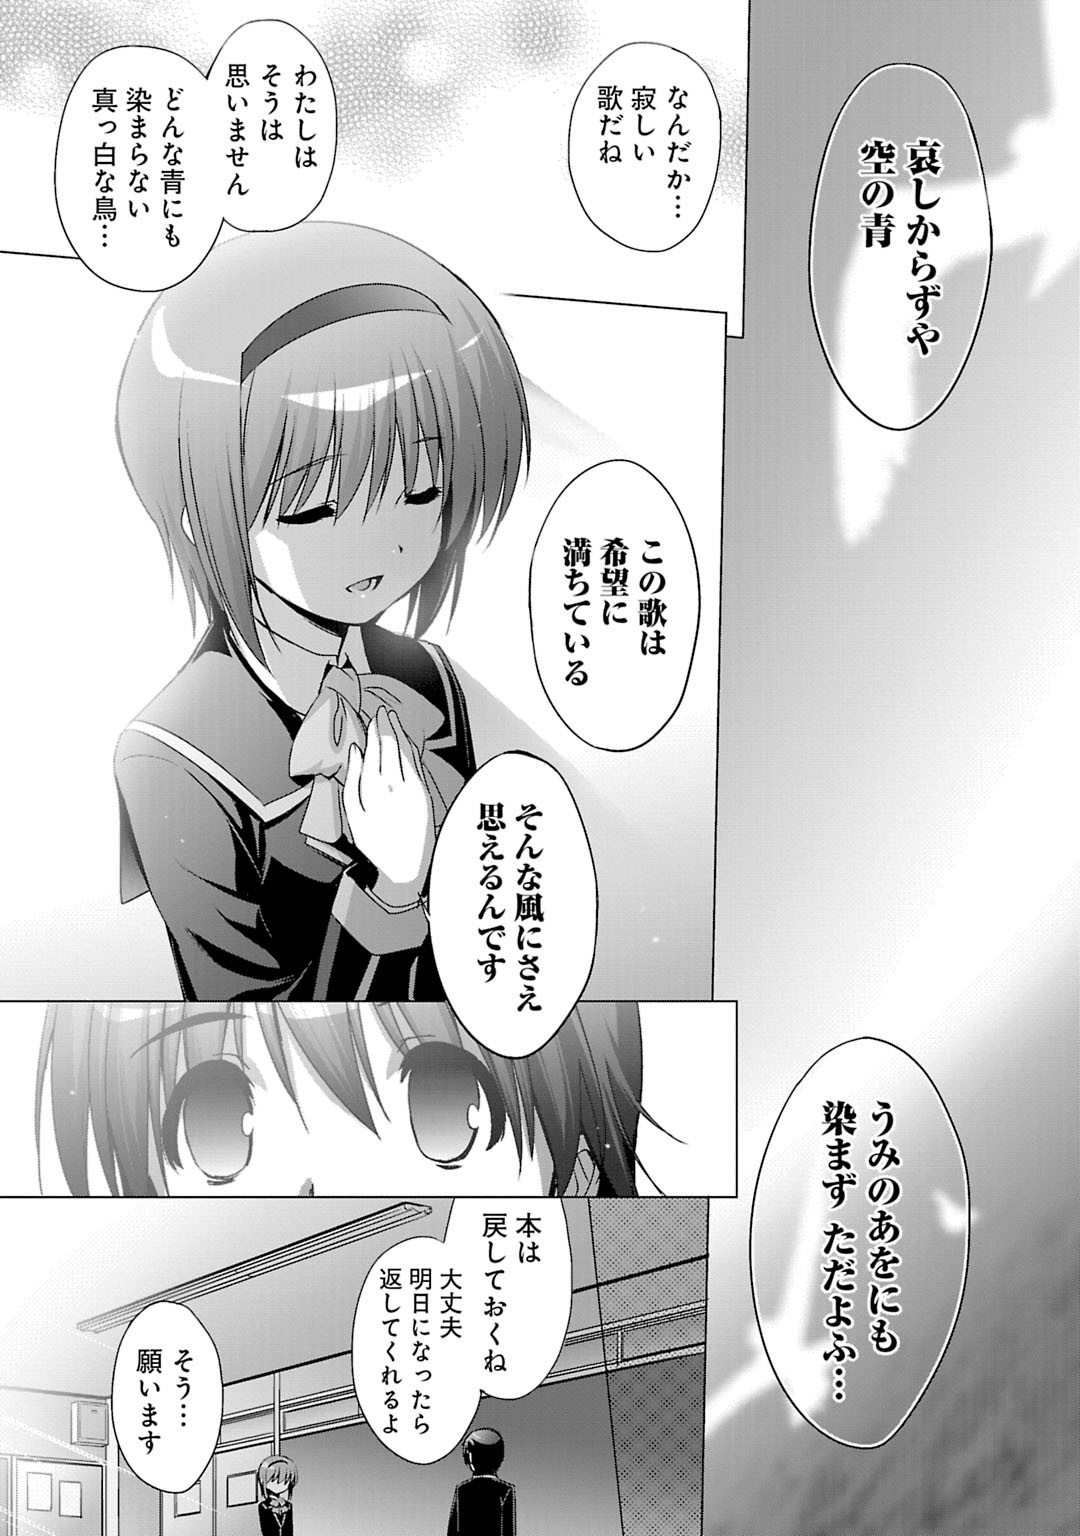 哀しからずや
空の青
うみのあをにも
染まず ただよふ…
なんだか…
寂しい
歌だね
わたしは
そうは
思いません
どんな青にも
染まらない
真っ白な鳥…
この歌は
希望に
満ちている
そんな風にさえ
思えるんです
本は
戻しておくね
大丈夫
明日になったら
返してくれるよ
そう…
願います